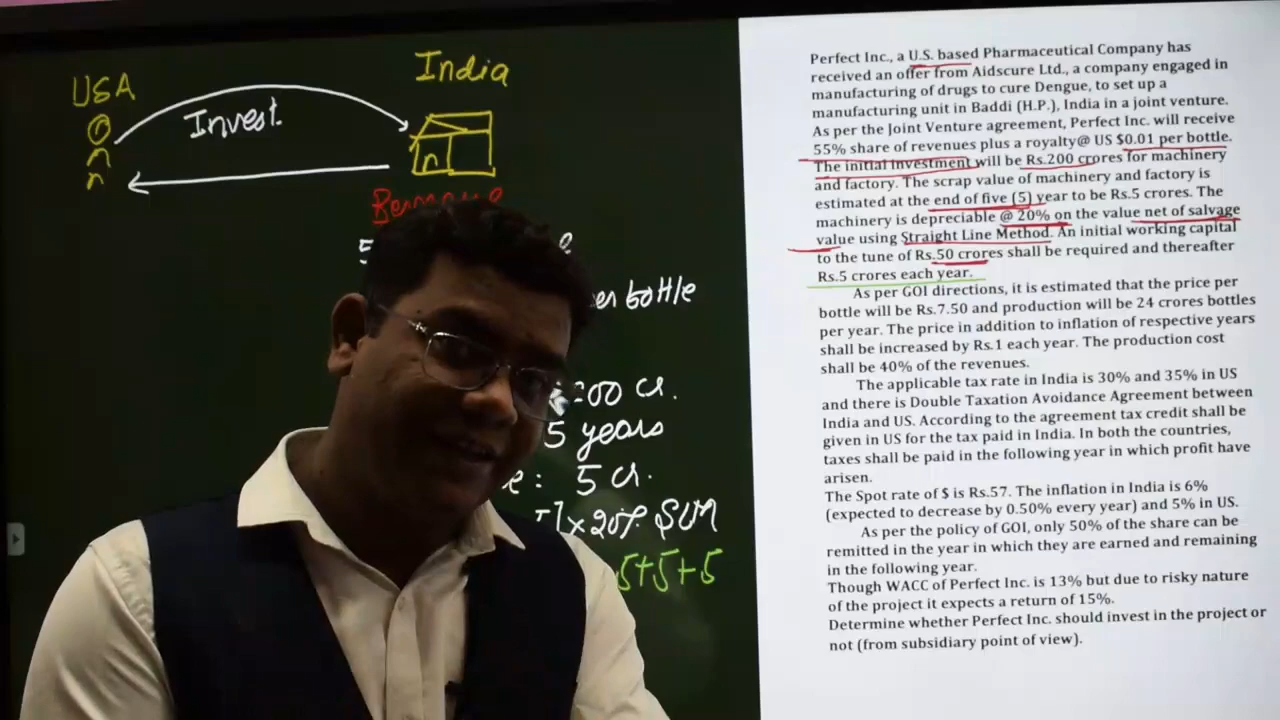 USA
India
Invest.
5
er bottle
200 cr.
5 years
e : 5 cr.
] x 20% SLM
5+5+5
Perfect Inc., a U.S. based Pharmaceutical Company has
received an offer from Aidscure Ltd., a company engaged in
manufacturing of drugs to cure Dengue, to set up a
manufacturing unit in Baddi (H.P.), India in a joint venture.
As per the Joint Venture agreement, Perfect Inc. will receive
55% share of revenues plus a royalty@ US $0.01 per bottle.
The initial investment will be Rs.200 crores for machinery
and factory. The scrap value of machinery and factory is
estimated at the end of five (5) year to be Rs.5 crores. The
machinery is depreciable @ 20% on the value net of salvage
value using Straight Line Method. An initial working capital
to the tune of Rs.50 crores shall be required and thereafter
Rs.5 crores each year.
As per GOI directions, it is estimated that the price per
bottle will be Rs.7.50 and production will be 24 crores bottles
per year. The price in addition to inflation of respective years
shall be increased by Rs.1 each year. The production cost
shall be 40% of the revenues.
The applicable tax rate in India is 30% and 35% in US
and there is Double Taxation Avoidance Agreement between
India and US. According to the agreement tax credit shall be
given in US for the tax paid in India. In both the countries,
taxes shall be paid in the following year in which profit have
arisen.
The Spot rate of $ is Rs.57. The inflation in India is 6%
(expected to decrease by 0.50% every year) and 5% in US.
As per the policy of GOI, only 50% of the share can be
remitted in the year in which they are earned and remaining
in the following year.
Though WACC of Perfect Inc. is 13% but due to risky nature
of the project it expects a return of 15%.
Determine whether Perfect Inc. should invest in the project or
not (from subsidiary point of view).